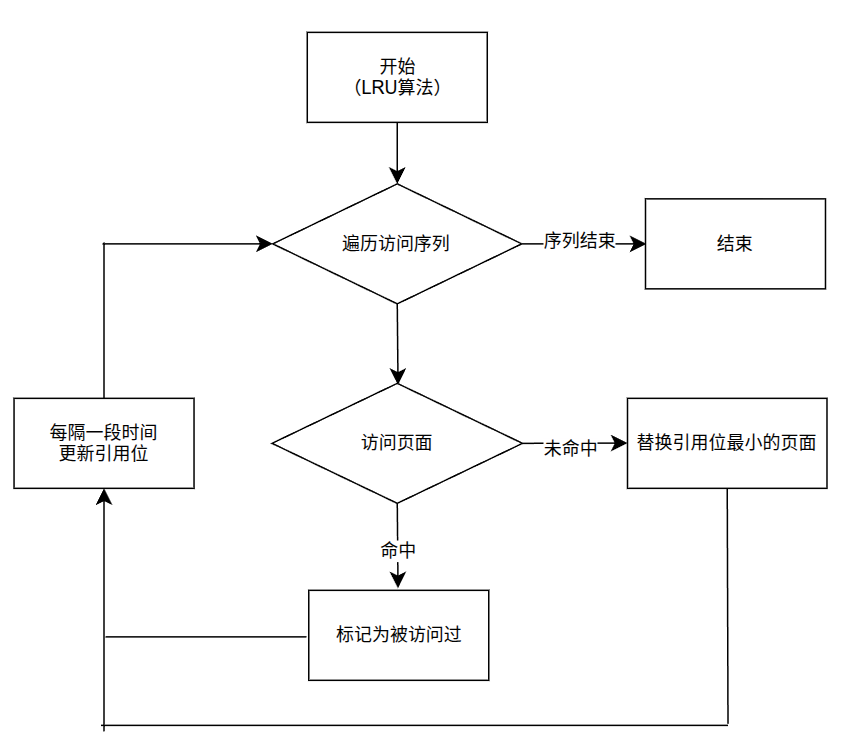 开始
（LRU算法）
遍历访问序列
序列结束
结束
每隔一段时间
更新引用位
访问页面
未命中
替换引用位最小的页面
命中
标记为被访问过